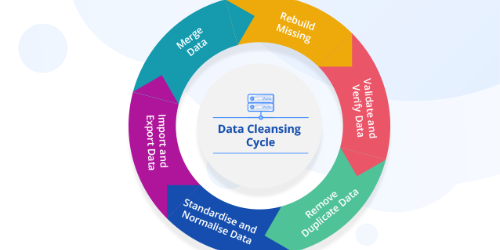 Data Cleansing
Cycle
Import and
Export Data
Merge
Data
Rebuild
Missing
Validate and
Verify Data
Remove
Duplicate Data
Standardise and
Normalise Data